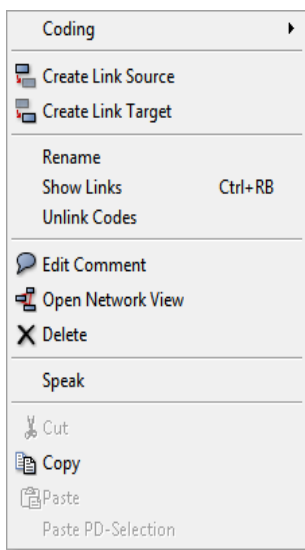 Coding
Create Link Source
Create Link Target
Rename
Show Links Ctrl+RB
Unlink Codes
Edit Comment
Open Network View
Delete
Speak
Cut
Copy
Paste
Paste PD-Selection